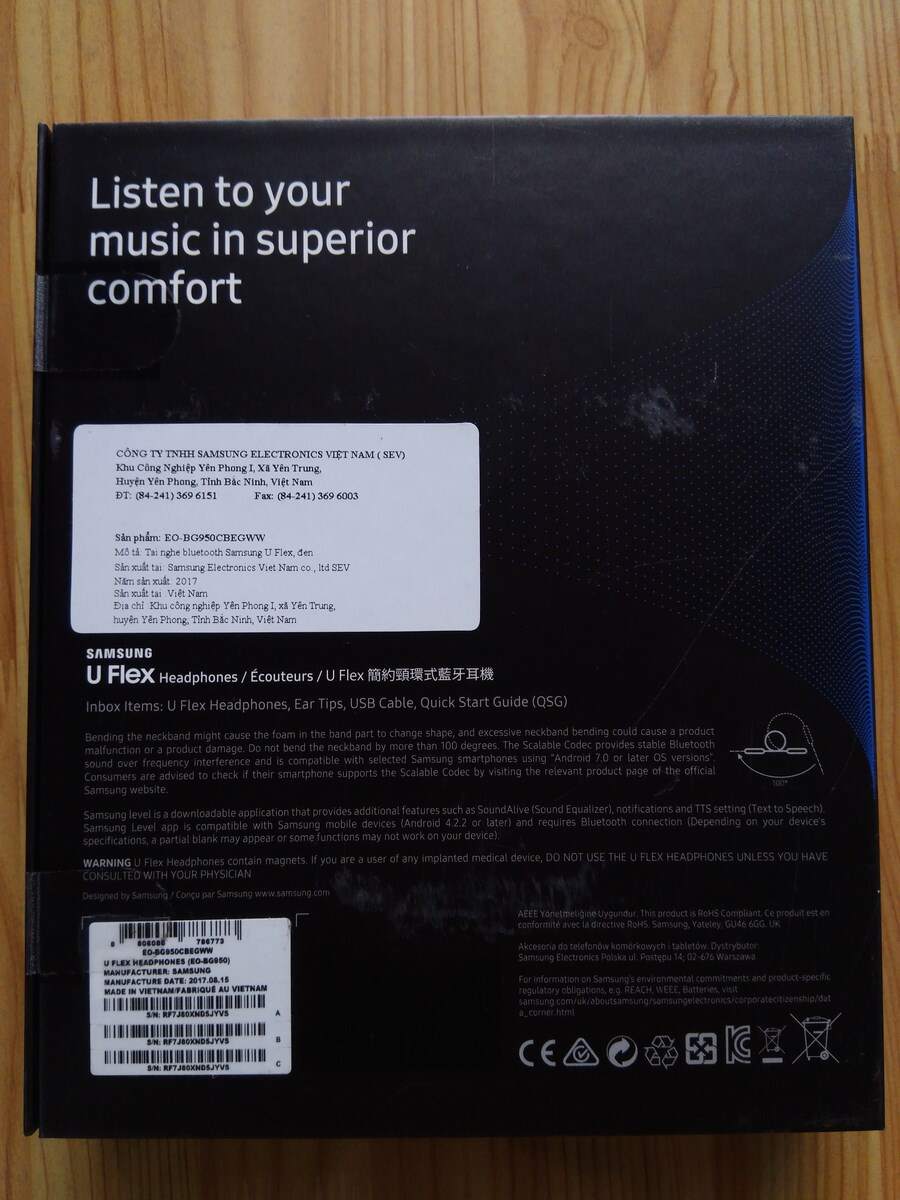 Listen to your
music in superior
comfort
CÔNG TY TNHH SAMSUNG ELECTRONICS VIỆT NAM ( SEV)
Khu Công Nghiệp Yên Phong I, Xã Yên Trung,
Huyện Yên Phong, Tỉnh Bắc Ninh, Việt Nam
ĐT: (84-241) 369 6151 Fax: (84-241) 369 6003
Sản phẩm: EO-BG950CBEGWW
Mô tả: Tai nghe bluetooth Samsung U Flex, đen
Sản xuất tại: Samsung Electronics Viet Nam co., ltd SEV
Năm sản xuất: 2017
Sản xuất tại: Việt Nam
Địa chỉ: Khu công nghiệp Yên Phong I, xã Yên Trung,
huyện Yên Phong, Tỉnh Bắc Ninh, Việt Nam
SAMSUNG
U Flex Headphones / Écouteurs / U Flex 簡約頸環式藍牙耳機
Inbox Items: U Flex Headphones, Ear Tips, USB Cable, Quick Start Guide (QSG)
Bending the neckband might cause the foam in the band part to change shape, and excessive neckband bending could cause a product
malfunction or a product damage. Do not bend the neckband by more than 100 degrees. The Scalable Codec provides stable Bluetooth
sound over frequency interference and is compatible with selected Samsung smartphones using "Android 7.0 or later OS versions".
Consumers are advised to check if their smartphone supports the Scalable Codec by visiting the relevant product page of the official
Samsung website.
100°
Samsung level is a downloadable application that provides additional features such as SoundAlive (Sound Equalizer), notifications and TTS setting (Text to Speech).
Samsung Level app is compatible with Samsung mobile devices (Android 4.2.2 or later) and requires Bluetooth connection (Depending on your device's
specifications, a partial blank may appear or some functions may not work on your device).
WARNING U Flex Headphones contain magnets. If you are a user of any implanted medical device, DO NOT USE THE U FLEX HEADPHONES UNLESS YOU HAVE
CONSULTED WITH YOUR PHYSICIAN
Designed by Samsung / Conçu par Samsung www.samsung.com
8 806088 786773
EO-BG950CBEGWW
U FLEX HEADPHONES (EO-BG950)
MANUFACTURER: SAMSUNG
MANUFACTURE DATE: 2017.08.15
MADE IN VIETNAM/FABRIQUÉ AU VIETNAM
A
S/N: RF7J80XND5JYVS
B
S/N: RF7J80XND5JYVS
C
S/N: RF7J80XND5JYVS
AEEE Yönetmeliğine Uygundur. This product is RoHS Compliant. Ce produit est en
conformité avec la directive RoHS. Samsung, Yateley, GU46 6GG, UK
Akcesoria do telefonów komórkowych i tabletów. Dystrybutor:
Samsung Electronics Polska ul. Postępu 14; 02-676 Warszawa
For information on Samsung's environmental commitments and product-specific
regulatory obligations, e.g. REACH, WEEE, Batteries, visit
samsung.com/uk/aboutsamsung/samsungelectronics/corporatecitizenship/dat
a_corner.html
CE